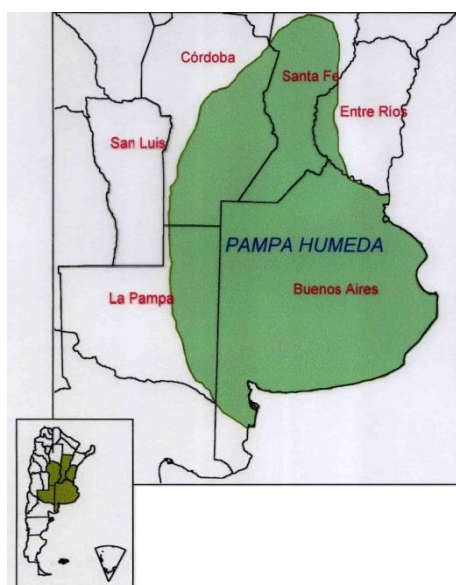 Córdoba
Santa Fe
Entre Ríos
San Luis
PAMPA HUMEDA
La Pampa
Buenos Aires